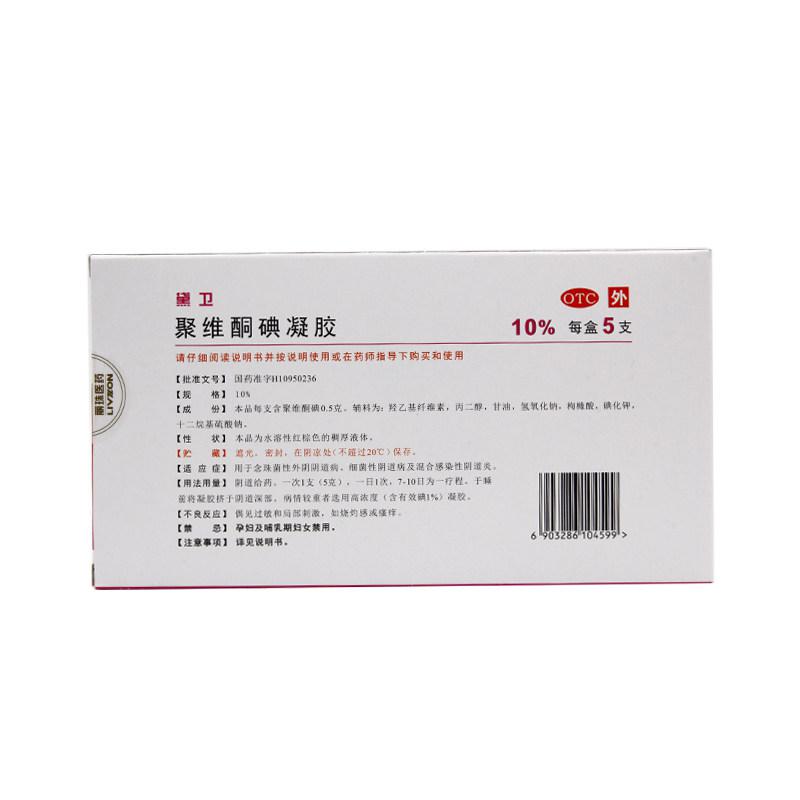 黛卫
OTC 外
聚维酮碘凝胶
10% 每盒5支
请仔细阅读说明书并按说明使用或在药师指导下购买和使用
【批准文号】国药准字H10950236
【规 格】10%
【成 份】本品每支含聚维酮碘0.5克。辅料为：羟乙基纤维素，丙二醇，甘油，氢氧化钠，枸橼酸，碘化钾，
十二烷基硫酸钠。
【性 状】本品为水溶性红棕色的稠厚液体。
【贮 藏】遮光，密封，在阴凉处（不超过20℃）保存。
【适 应 症】用于念珠菌性外阴阴道病、细菌性阴道病及混合感染性阴道炎。
【用法用量】阴道给药。一次1支（5克），一日1次，7-10日为一疗程。于睡
前将凝胶挤于阴道深部。病情较重者选用高浓度（含有效碘1%）凝胶。
【不良反应】偶见过敏和局部刺激，如烧灼感或瘙痒。
【禁 忌】孕妇及哺乳期妇女禁用。
【注意事项】详见说明书。
6 903286 104599 >
丽珠医药
LIVZON